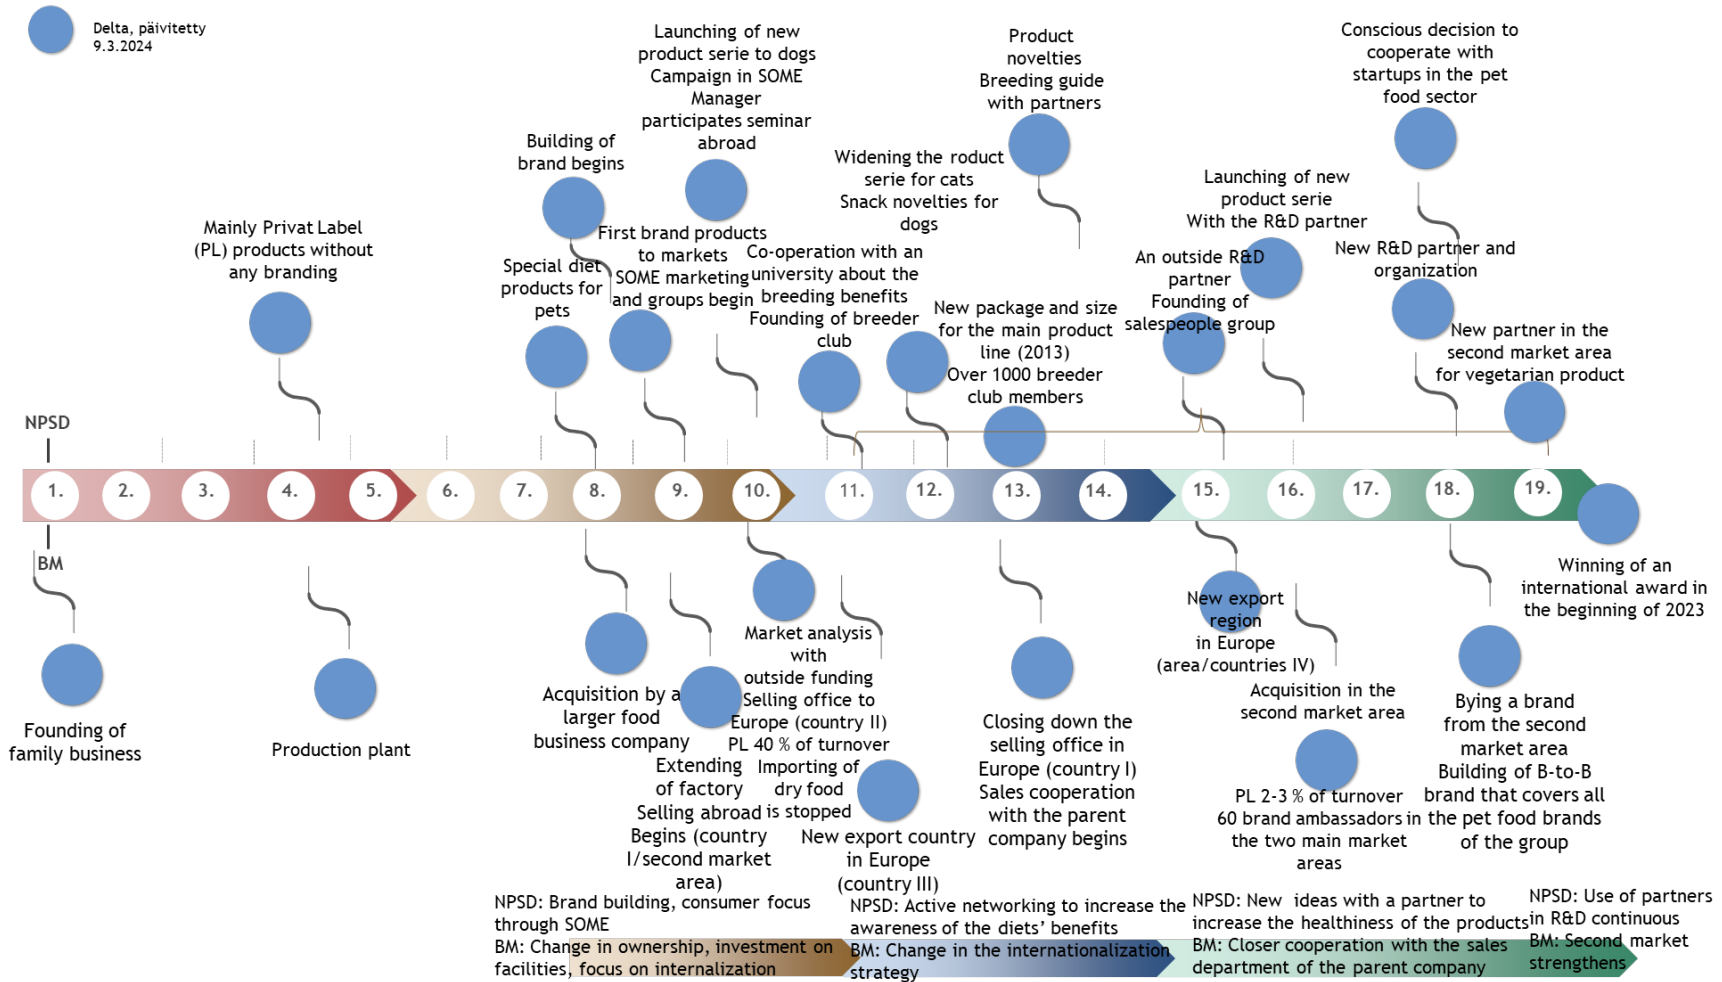 Delta, päivitetty
9.3.2024
Mainly Privat Label
(PL) products without
any branding
Building of
brand begins
Special diet
products for
pets
Launching of new
product serie to dogs
Campaign in SOME
Manager
participates seminar
abroad
First brand products
to markets
SOME marketing
and groups begin
Co-operation with an
university about the
breeding benefits
Founding of breeder
club
Widening the roduct
serie for cats
Snack novelties for
dogs
Product
novelties
Breeding guide
with partners
New package and size
for the main product
line (2013)
Over 1000 breeder
club members
An outside R&D
partner
Founding of
salespeople group
Launching of new
product serie
With the R&D partner
Conscious decision to
cooperate with
startups in the pet
food sector
New R&D partner and
organization
New partner in the
second market area
for vegetarian product
NPSD
1.
2.
3.
4.
5.
6.
7.
8.
9.
10.
11.
12.
13.
14.
15.
16.
17.
18.
19.
BM
Founding of
family business
Production plant
Acquisition by a
larger food
business company
Extending
of factory
Selling abroad
Begins (country
I/second market
area)
Market analysis
with
outside funding
Selling office to
Europe (country II)
PL 40 % of turnover
Importing of
dry food
is stopped
New export country
in Europe
(country III)
Closing down the
selling office in
Europe (country I)
Sales cooperation
with the parent
company begins
New export
region
in Europe
(area/countries IV)
Acquisition in the
second market area
PL 2-3 % of turnover
60 brand ambassadors in
the two main market
areas
Bying a brand
from the second
market area
Building of B-to-B
brand that covers all
the pet food brands
of the group
Winning of an
international award in
the beginning of 2023
NPSD: Brand building, consumer focus
through SOME
BM: Change in ownership, investment on
facilities, focus on internalization
NPSD: Active networking to increase the
awareness of the diets’ benefits
BM: Change in the internationalization
strategy
NPSD: New  ideas with a partner to
increase the healthiness of the products
BM: Closer cooperation with the sales
department of the parent company
NPSD: Use of partners
in R&D continuous
BM: Second market
strengthens